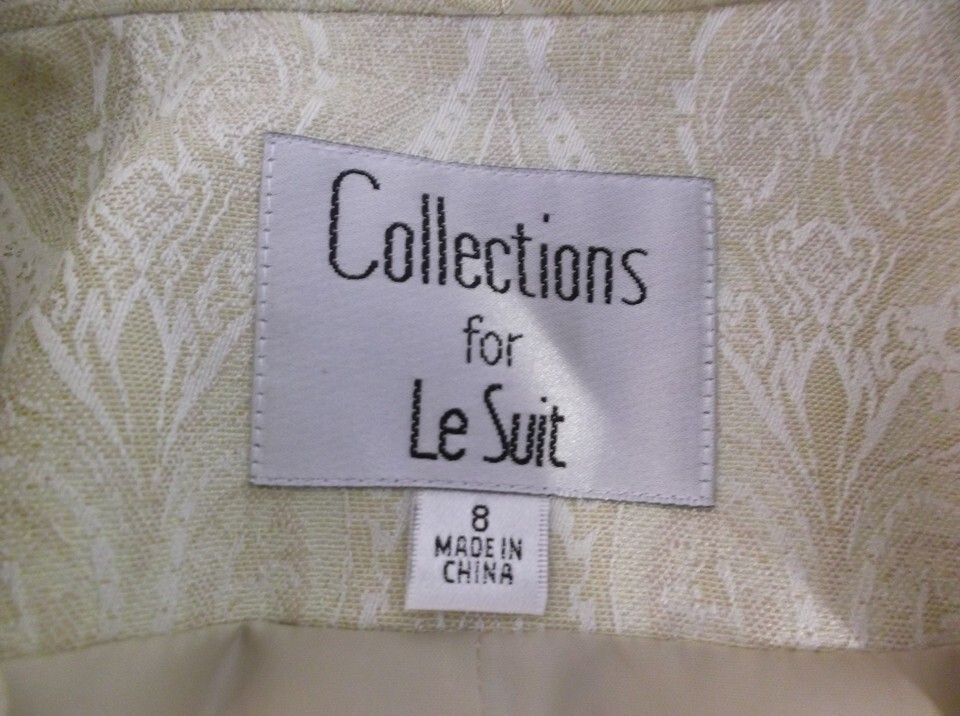 Collections
for
Le Suit
8
MADE IN
CHINA